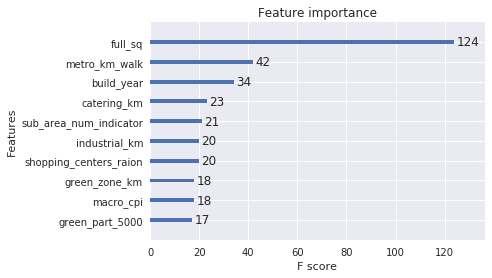 Feature importance
full_sq 124
metro_km_walk 42
build_year 34
catering_km 23
sub_area_num_indicator 21
industrial_km 20
shopping_centers_raion 20
green_zone_km 18
macro_cpi 18
green_part_5000 17
0 20 40 60 80 100 120
F score
Features